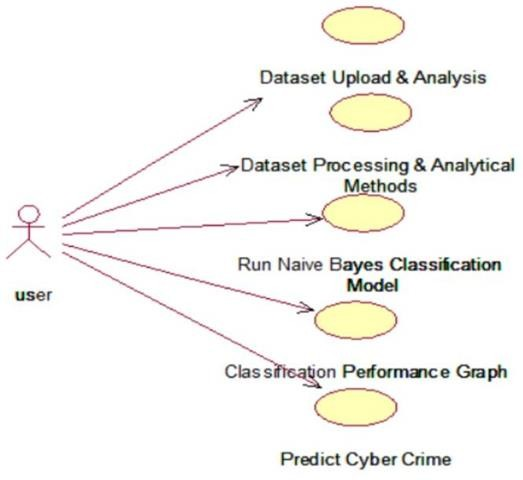 Dataset Upload & Analysis
Dataset Processing & Analytical
Methods
Run Naive Bayes Classification
Model
user
Classification Performance Graph
Predict Cyber Crime